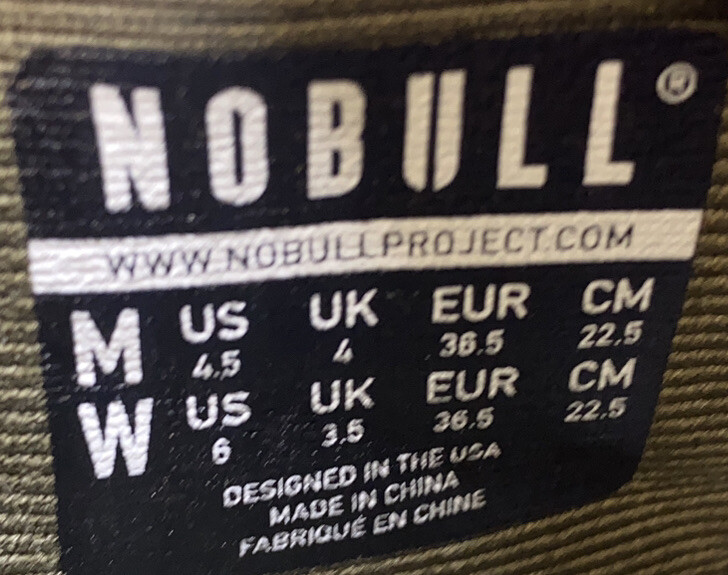 NOBULL®
WWW.NOBULLPROJECT.COM
M US UK EUR CM
4.5 4 36.5 22.5
W US UK EUR CM
6 3.5 36.5 22.5
DESIGNED IN THE USA
MADE IN CHINA
FABRIQUÉ EN CHINE